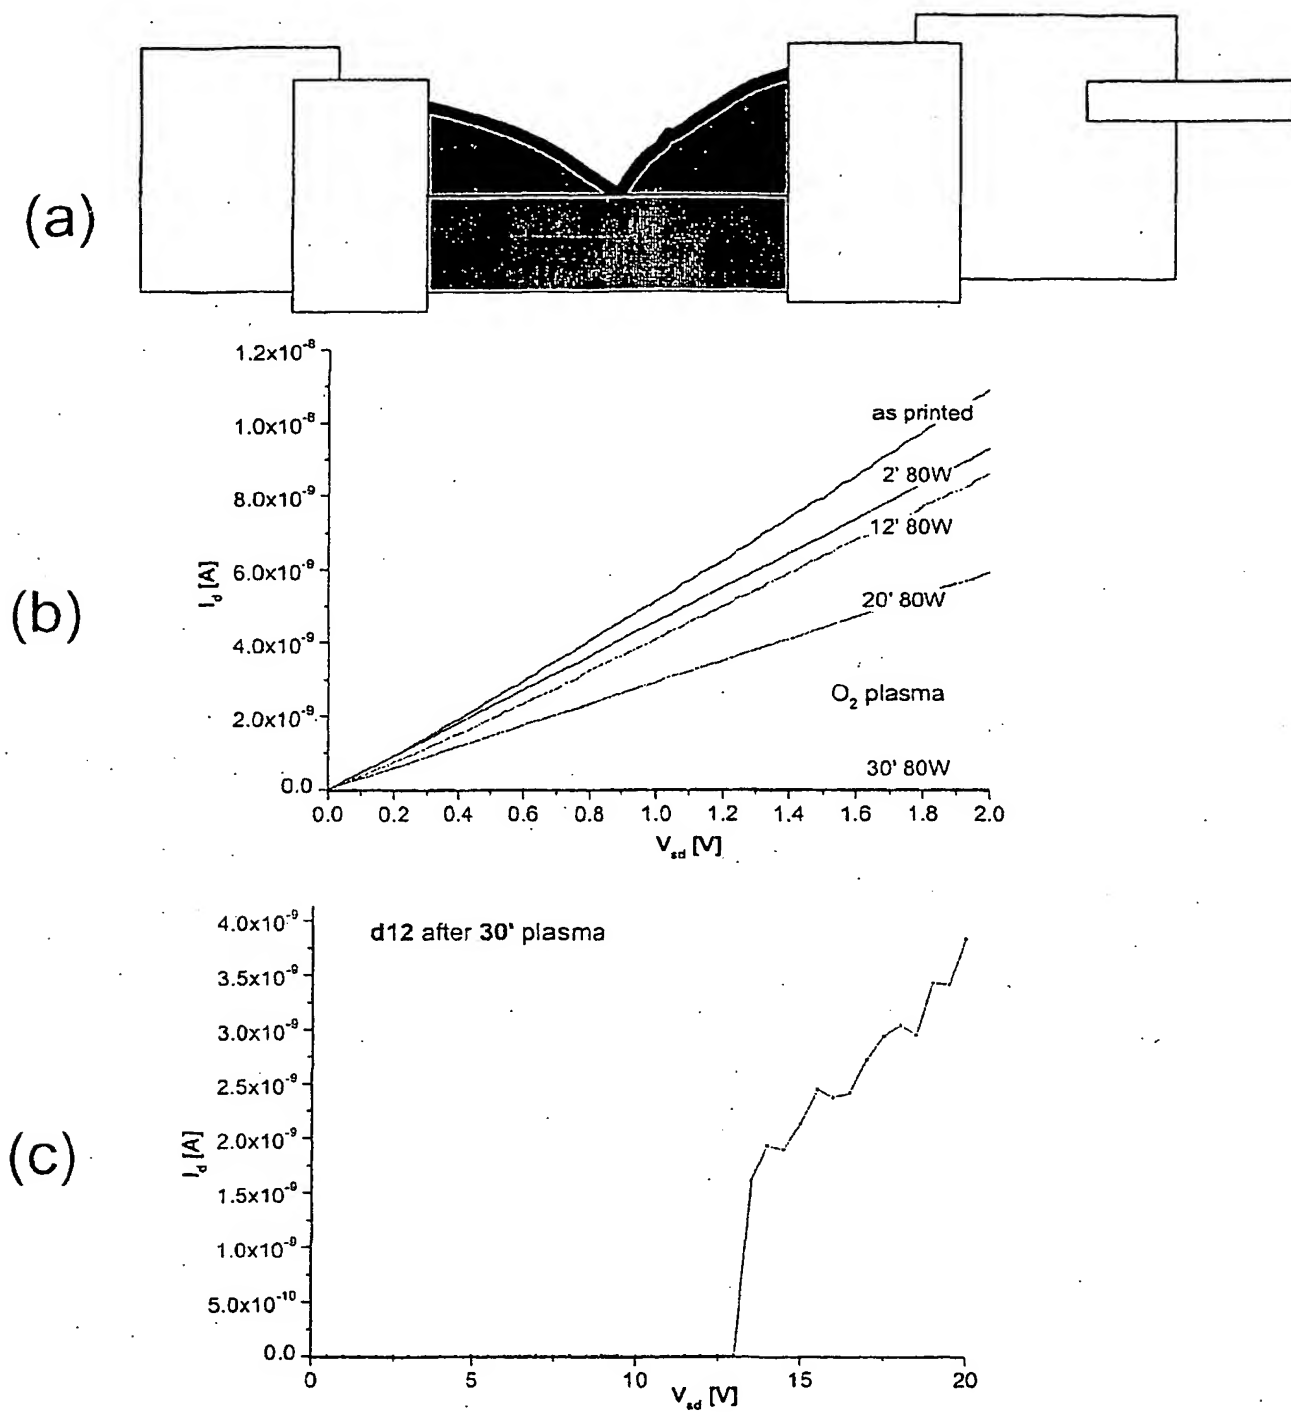 (a)
(b)
1.2x10⁻⁸
1.0x10⁻⁸
8.0x10⁻⁹
6.0x10⁻⁹
4.0x10⁻⁹
2.0x10⁻⁹
0.0
I_d [A]
as printed
2' 80W
12' 80W
20' 80W
O₂ plasma
30' 80W
0.0 0.2 0.4 0.6 0.8 1.0 1.2 1.4 1.6 1.8 2.0
V_sd [V]
(c)
d12 after 30' plasma
4.0x10⁻⁹
3.5x10⁻⁹
3.0x10⁻⁹
2.5x10⁻⁹
2.0x10⁻⁹
1.5x10⁻⁹
1.0x10⁻⁹
5.0x10⁻¹⁰
0.0
I_d [A]
0 5 10 15 20
V_sd [V]